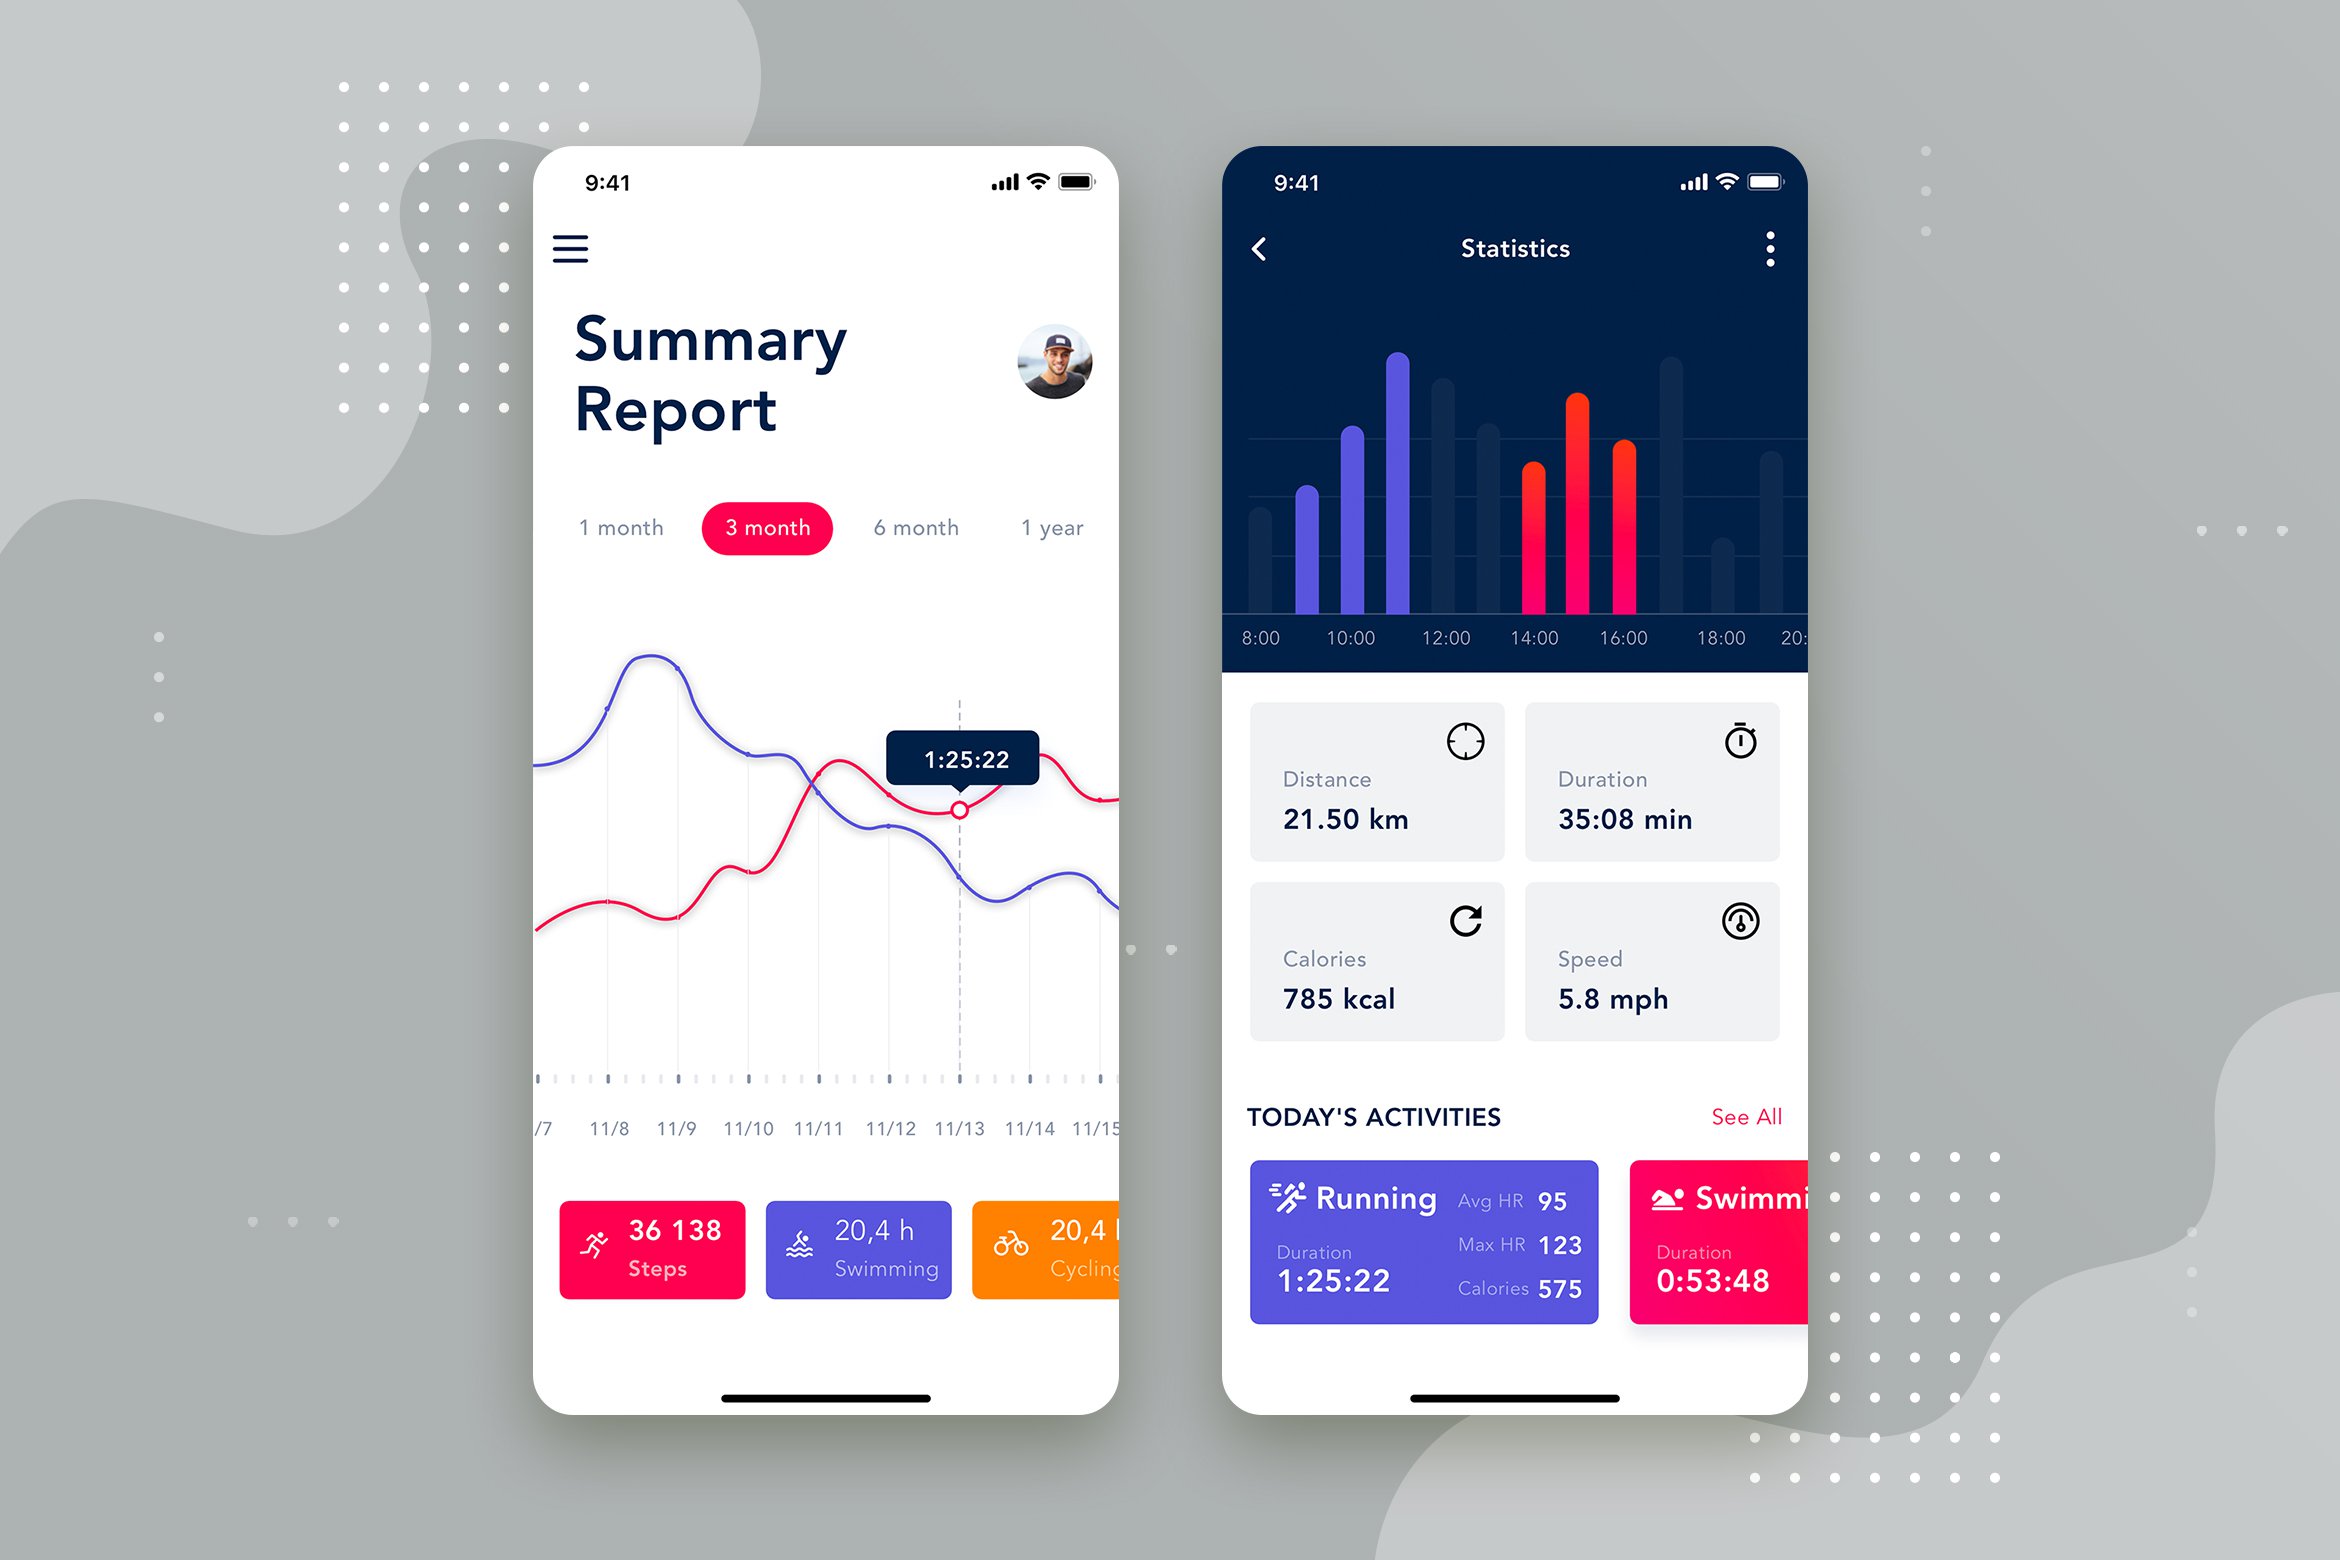 9:41
Summary
Report
1 month 3 month 6 month 1 year
1:25:22
/7 11/8 11/9 11/10 11/11 11/12 11/13 11/14 11/15
36 138
Steps
20,4 h
Swimming
20,4
Cycling
9:41
Statistics
8:00 10:00 12:00 14:00 16:00 18:00 20:
Distance
21.50 km
Duration
35:08 min
Calories
785 kcal
Speed
5.8 mph
TODAY'S ACTIVITIES See All
Running
Duration
1:25:22
Avg HR 95
Max HR 123
Calories 575
Swimmi
Duration
0:53:48